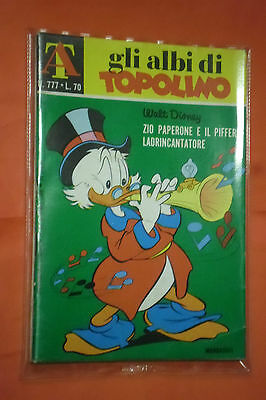 A
gli albi di
N. 777 - L. 70
TOPOLINO
Walt Disney
ZIO PAPERONE E IL PIFFER
LADRINCANTATORE
MONDADORI